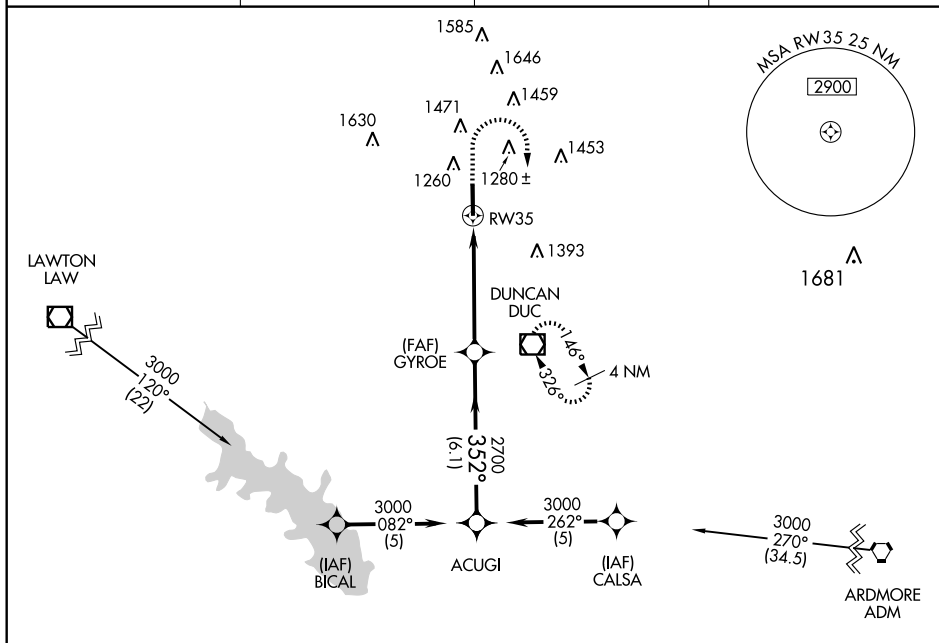 1585
1646
1459
1471
1630
1453
1260
1280 ±
MSA RW35 25 NM
2900
RW35
1393
1681
LAWTON
LAW
DUNCAN
DUC
(FAF)
GYROE
146°
326°
4 NM
3000
120°
(22)
2700
352°
(6.1)
3000
082°
(5)
3000
262°
(5)
3000
270°
(34.5)
(IAF)
BICAL
ACUGI
(IAF)
CALSA
ARDMORE
ADM